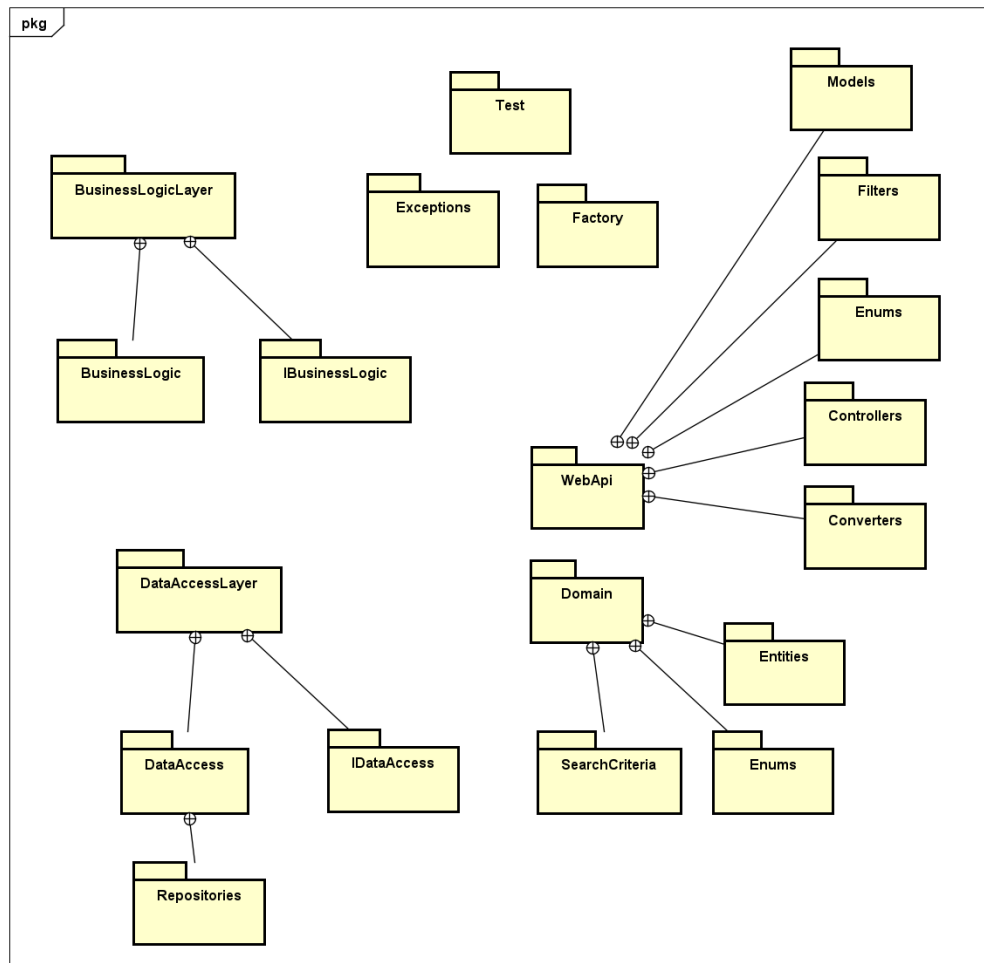 pkg
Models
Test
BusinessLogicLayer
Exceptions
Factory
Filters
Enums
BusinessLogic
IBusinessLogic
Controllers
WebApi
Converters
DataAccessLayer
Domain
Entities
DataAccess
IDataAccess
SearchCriteria
Enums
Repositories